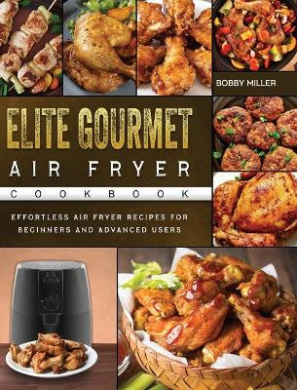 BOBBY MILLER
ELITE GOURMET
AIR FRYER
COOKBOOK
EFFORTLESS AIR FRYER RECIPES FOR
BEGINNERS AND ADVANCED USERS